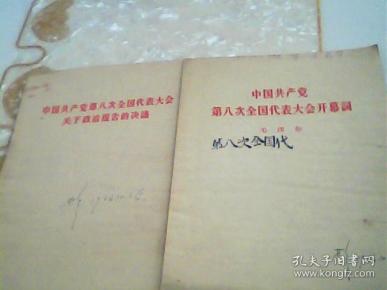 中国共产党第八次全国代表大会
关于政治报告的决议
中国共产党
第八次全国代表大会开幕词
毛泽东
第八次全国代
孔夫子旧书网